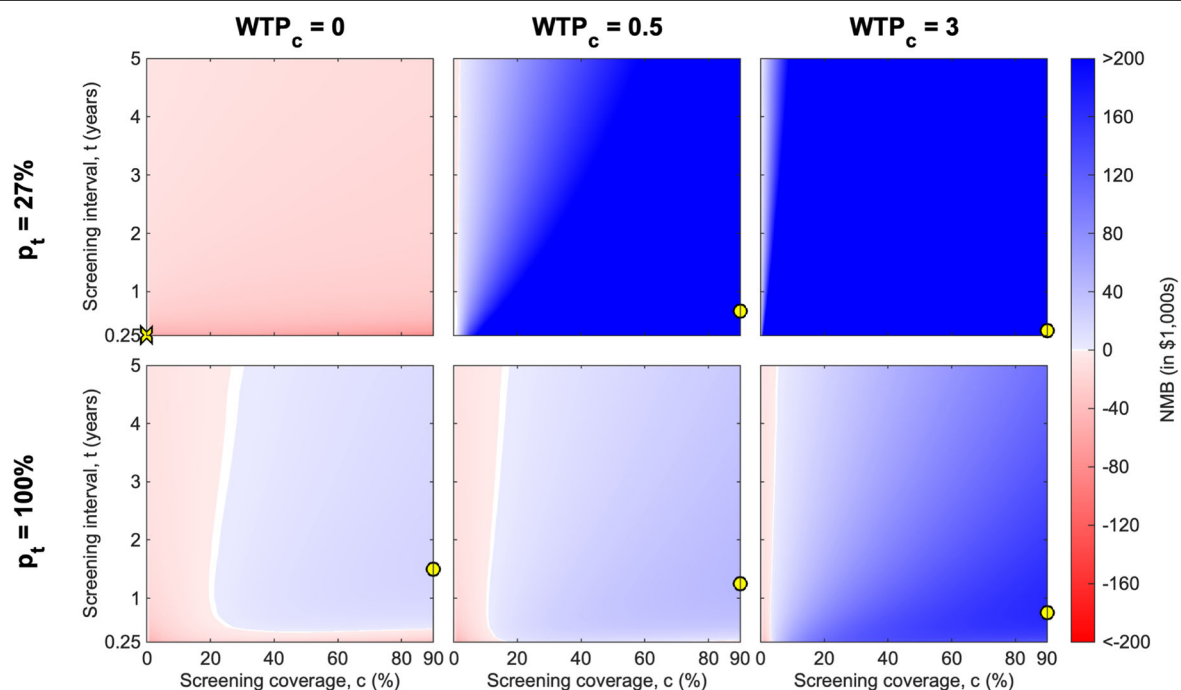 WTPc = 0
WTPc = 0.5
WTPc = 3
pt = 27%
Screening interval, t (years)
5
4
3
2
1
0.25
pt = 100%
Screening interval, t (years)
5
4
3
2
1
0.25
0 20 40 60 80 90
Screening coverage, c (%)
0 20 40 60 80 90
Screening coverage, c (%)
0 20 40 60 80 90
Screening coverage, c (%)
>200
160
120
80
40
0
-40
-80
-120
-160
<-200
NMB (in $1,000s)